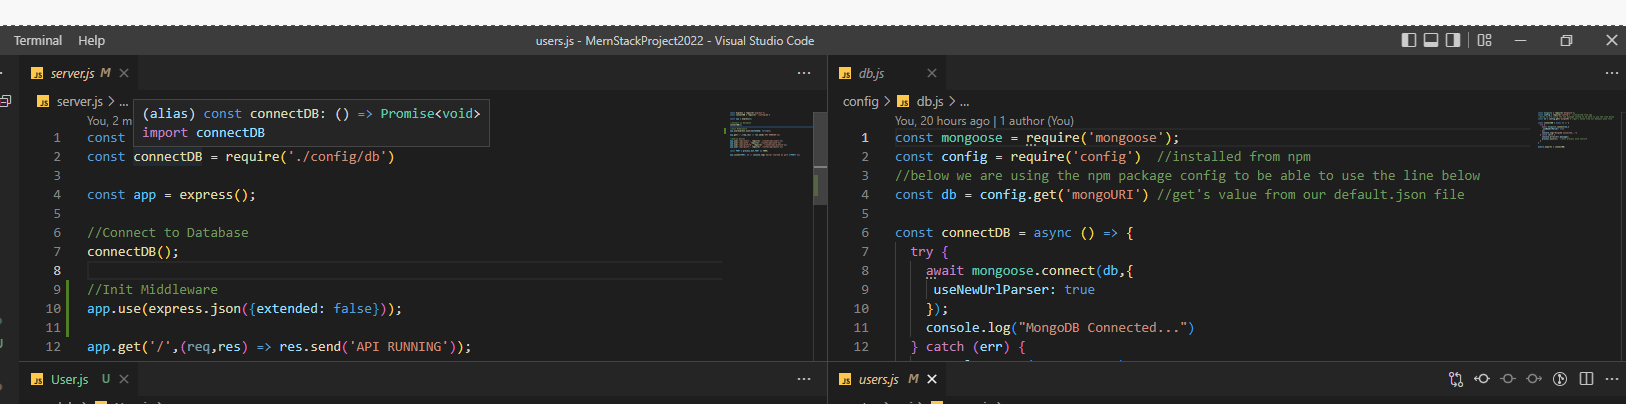 Terminal Help users.js - MernStackProject2022 - Visual Studio Code
JS server.js M
JS server.js > ...
(alias) const connectDB: () => Promise<void>
import connectDB
You, 2 m
1 const
2 const connectDB = require('./config/db')
3
4 const app = express();
5
6 //Connect to Database
7 connectDB();
8
9 //Init Middleware
10 app.use(express.json({extended: false}));
11
12 app.get('/',(req,res) => res.send('API RUNNING'));
JS db.js
config > JS db.js > ...
You, 20 hours ago | 1 author (You)
1 const mongoose = require('mongoose');
2 const config = require('config') //installed from npm
3 //below we are using the npm package config to be able to use the line below
4 const db = config.get('mongoURI') //get's value from our default.json file
5
6 const connectDB = async () => {
7 try {
8 await mongoose.connect(db,{
9 useNewUrlParser: true
10 });
11 console.log("MongoDB Connected...")
12 } catch (err) {
JS User.js U
JS users.js M